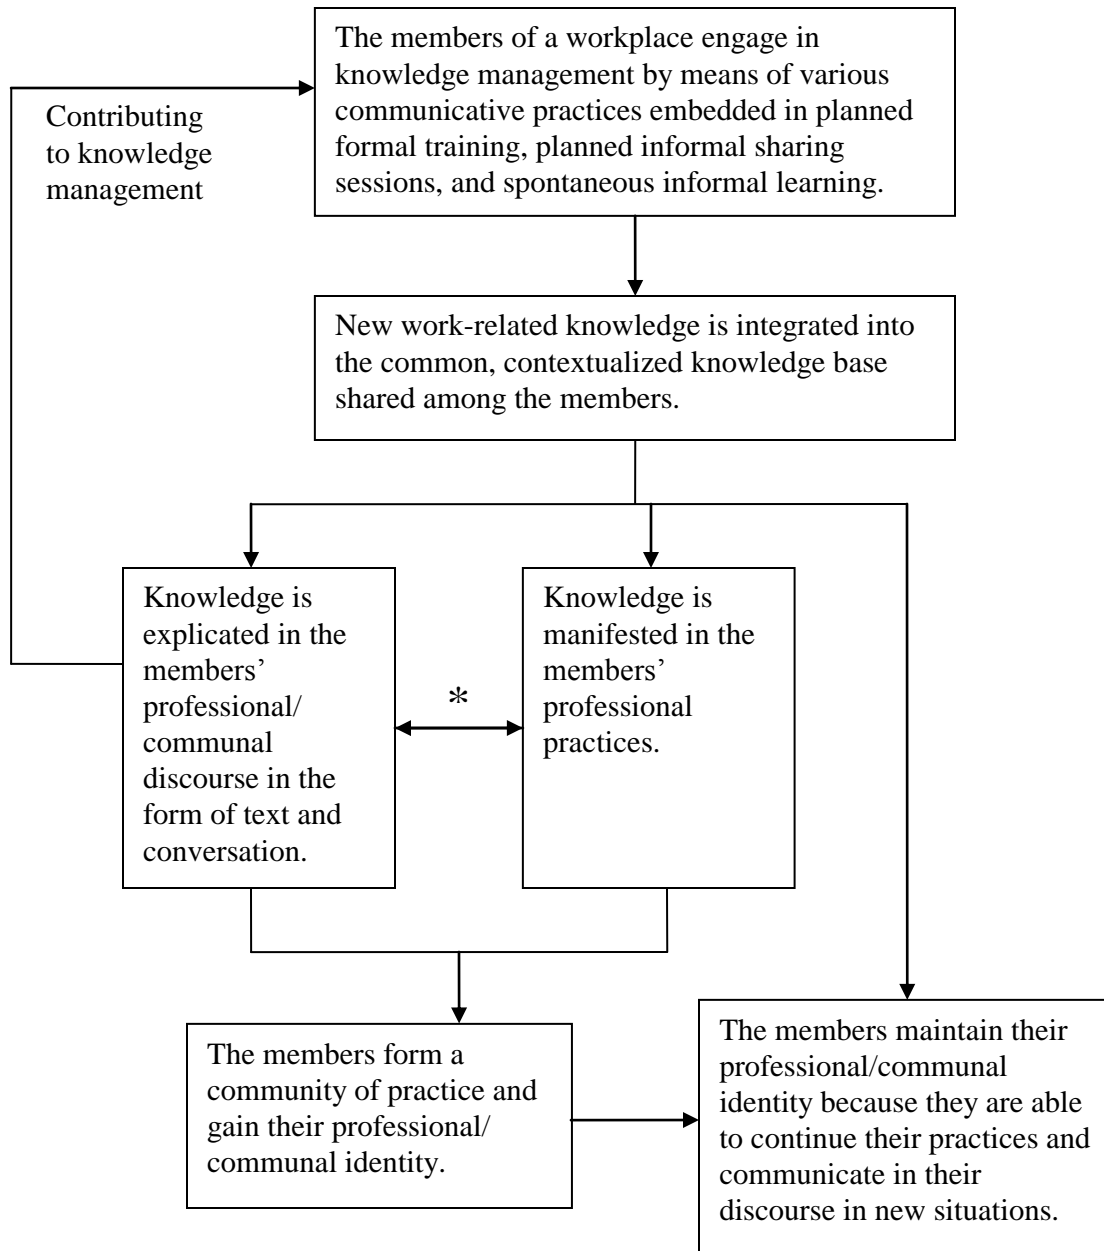 The members of a workplace engage in
knowledge management by means of various
communicative practices embedded in planned
formal training, planned informal sharing
sessions, and spontaneous informal learning.
Contributing
to knowledge
management
New work-related knowledge is integrated into
the common, contextualized knowledge base
shared among the members.
Knowledge is
explicated in the
members’
professional/
communal
discourse in the
form of text and
conversation.
*
Knowledge is
manifested in the
members’
professional
practices.
The members form a
community of practice and
gain their professional/
communal identity.
The members maintain their
professional/communal
identity because they are able
to continue their practices and
communicate in their
discourse in new situations.